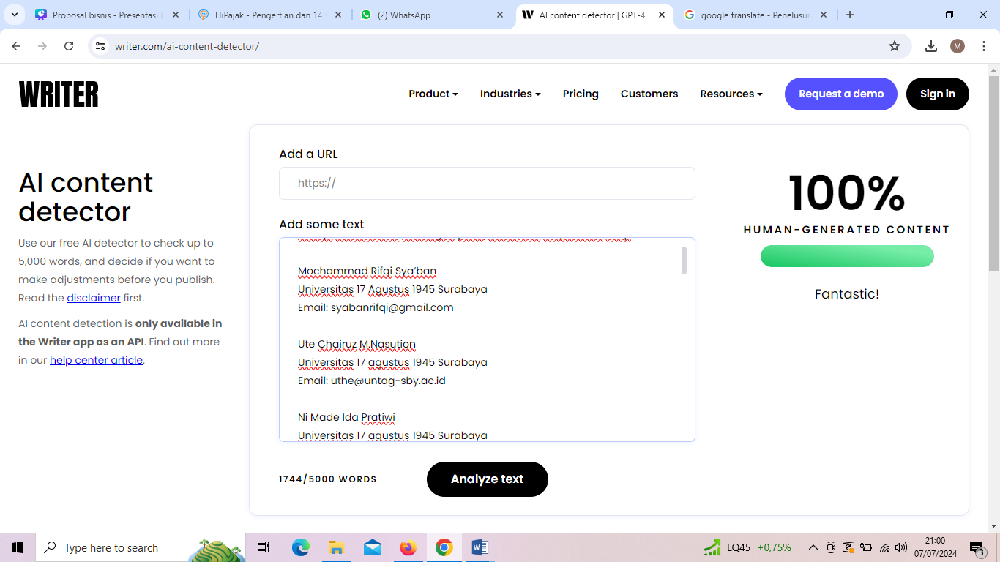 Proposal bisnis - Presentasi
HiPajak - Pengertian dan 14
(2) WhatsApp
AI content detector | GPT-4,
google translate - Penelusur
writer.com/ai-content-detector/
M
WRITER
Product
Industries
Pricing
Customers
Resources
Request a demo
Sign in
AI content
detector
Use our free AI detector to check up to
5,000 words, and decide if you want to
make adjustments before you publish.
Read the disclaimer first.
AI content detection is only available in
the Writer app as an API. Find out more
in our help center article.
Add a URL
https://
Add some text
Mochammad Rifqi Sya’ban
Universitas 17 Agustus 1945 Surabaya
Email: syabanrifqi@gmail.com
Ute Chairuz M.Nasution
Universitas 17 agustus 1945 Surabaya
Email: uthe@untag-sby.ac.id
Ni Made Ida Pratiwi
Universitas 17 agustus 1945 Surabaya
1744/5000 WORDS
Analyze text
100%
HUMAN-GENERATED CONTENT
Fantastic!
Type here to search
LQ45 +0,75%
21:00
07/07/2024
3